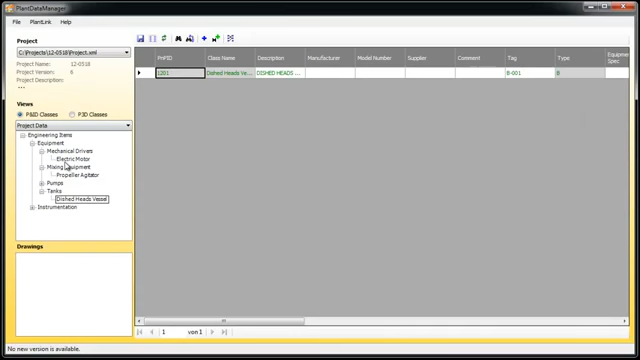 PlantDataManager
File PlantLink Help
Project
C:\Projects\12-0518\Project.xml
Project Name: 12-0518
Project Version: 6
Project Description:
...
Views
P&ID Classes P3D Classes
Project Data
Engineering Items
Equipment
Mechanical Drivers
Electric Motor
Mixing Equipment
Propeller Agitator
Pumps
Tanks
Dished Heads Vessel
Instrumentation
Drawings
PnPID Class Name Description Manufacturer Model Number Supplier Comment Tag Type Equipment Spec
1201 Dished Heads Ve... DISHED HEADS ... B-001 B
1 von 1
No new version is available.